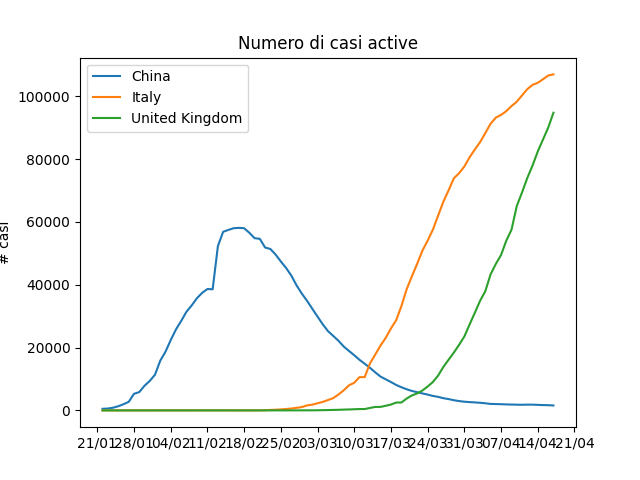 Numero di casi active
China
Italy
United Kingdom
100000
80000
60000
40000
20000
0
# casi
21/01 28/01 04/02 11/02 18/02 25/02 03/03 10/03 17/03 24/03 31/03 07/04 14/04 21/04